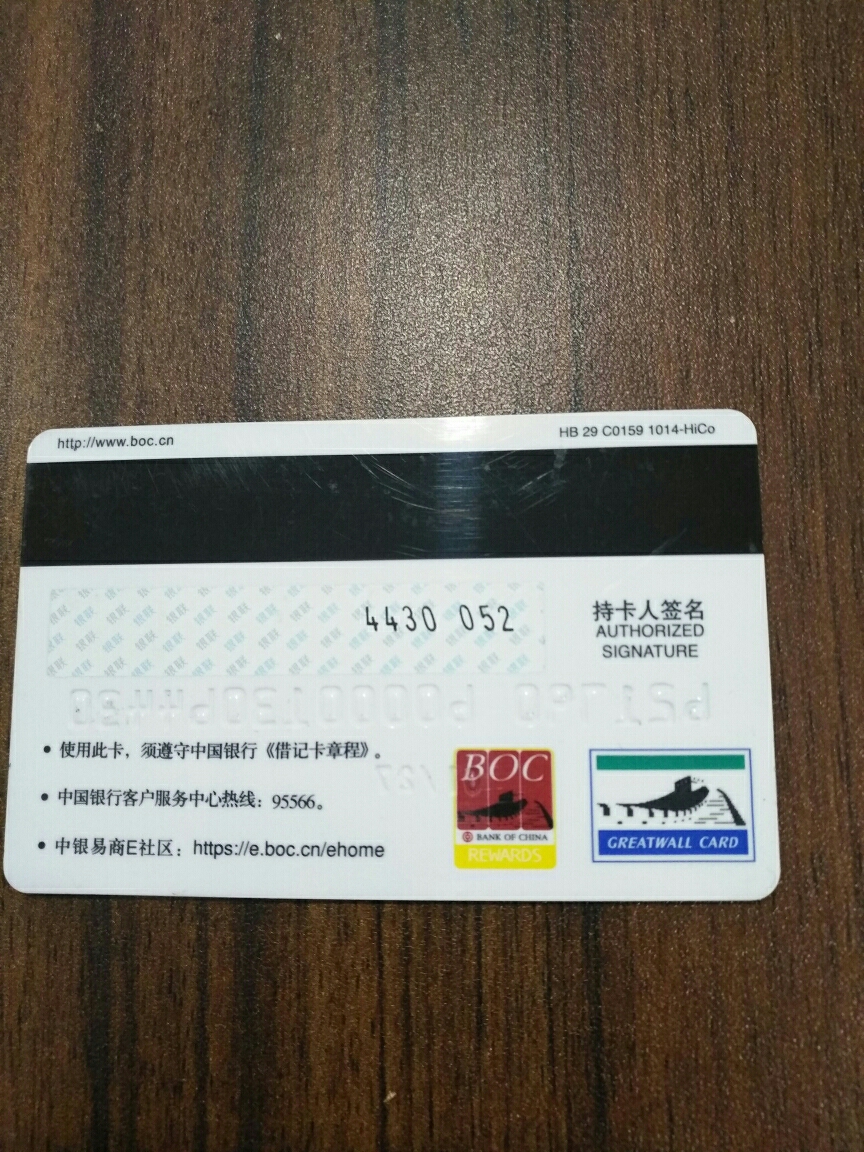 http://www.boc.cn
HB 29 C0159 1014-HiCo
4430 052
持卡人签名
AUTHORIZED
SIGNATURE
• 使用此卡，须遵守中国银行《借记卡章程》。
• 中国银行客户服务中心热线：95566。
• 中银易商E社区：https://e.boc.cn/ehome
BOC
BANK OF CHINA
REWARDS
GREATWALL CARD